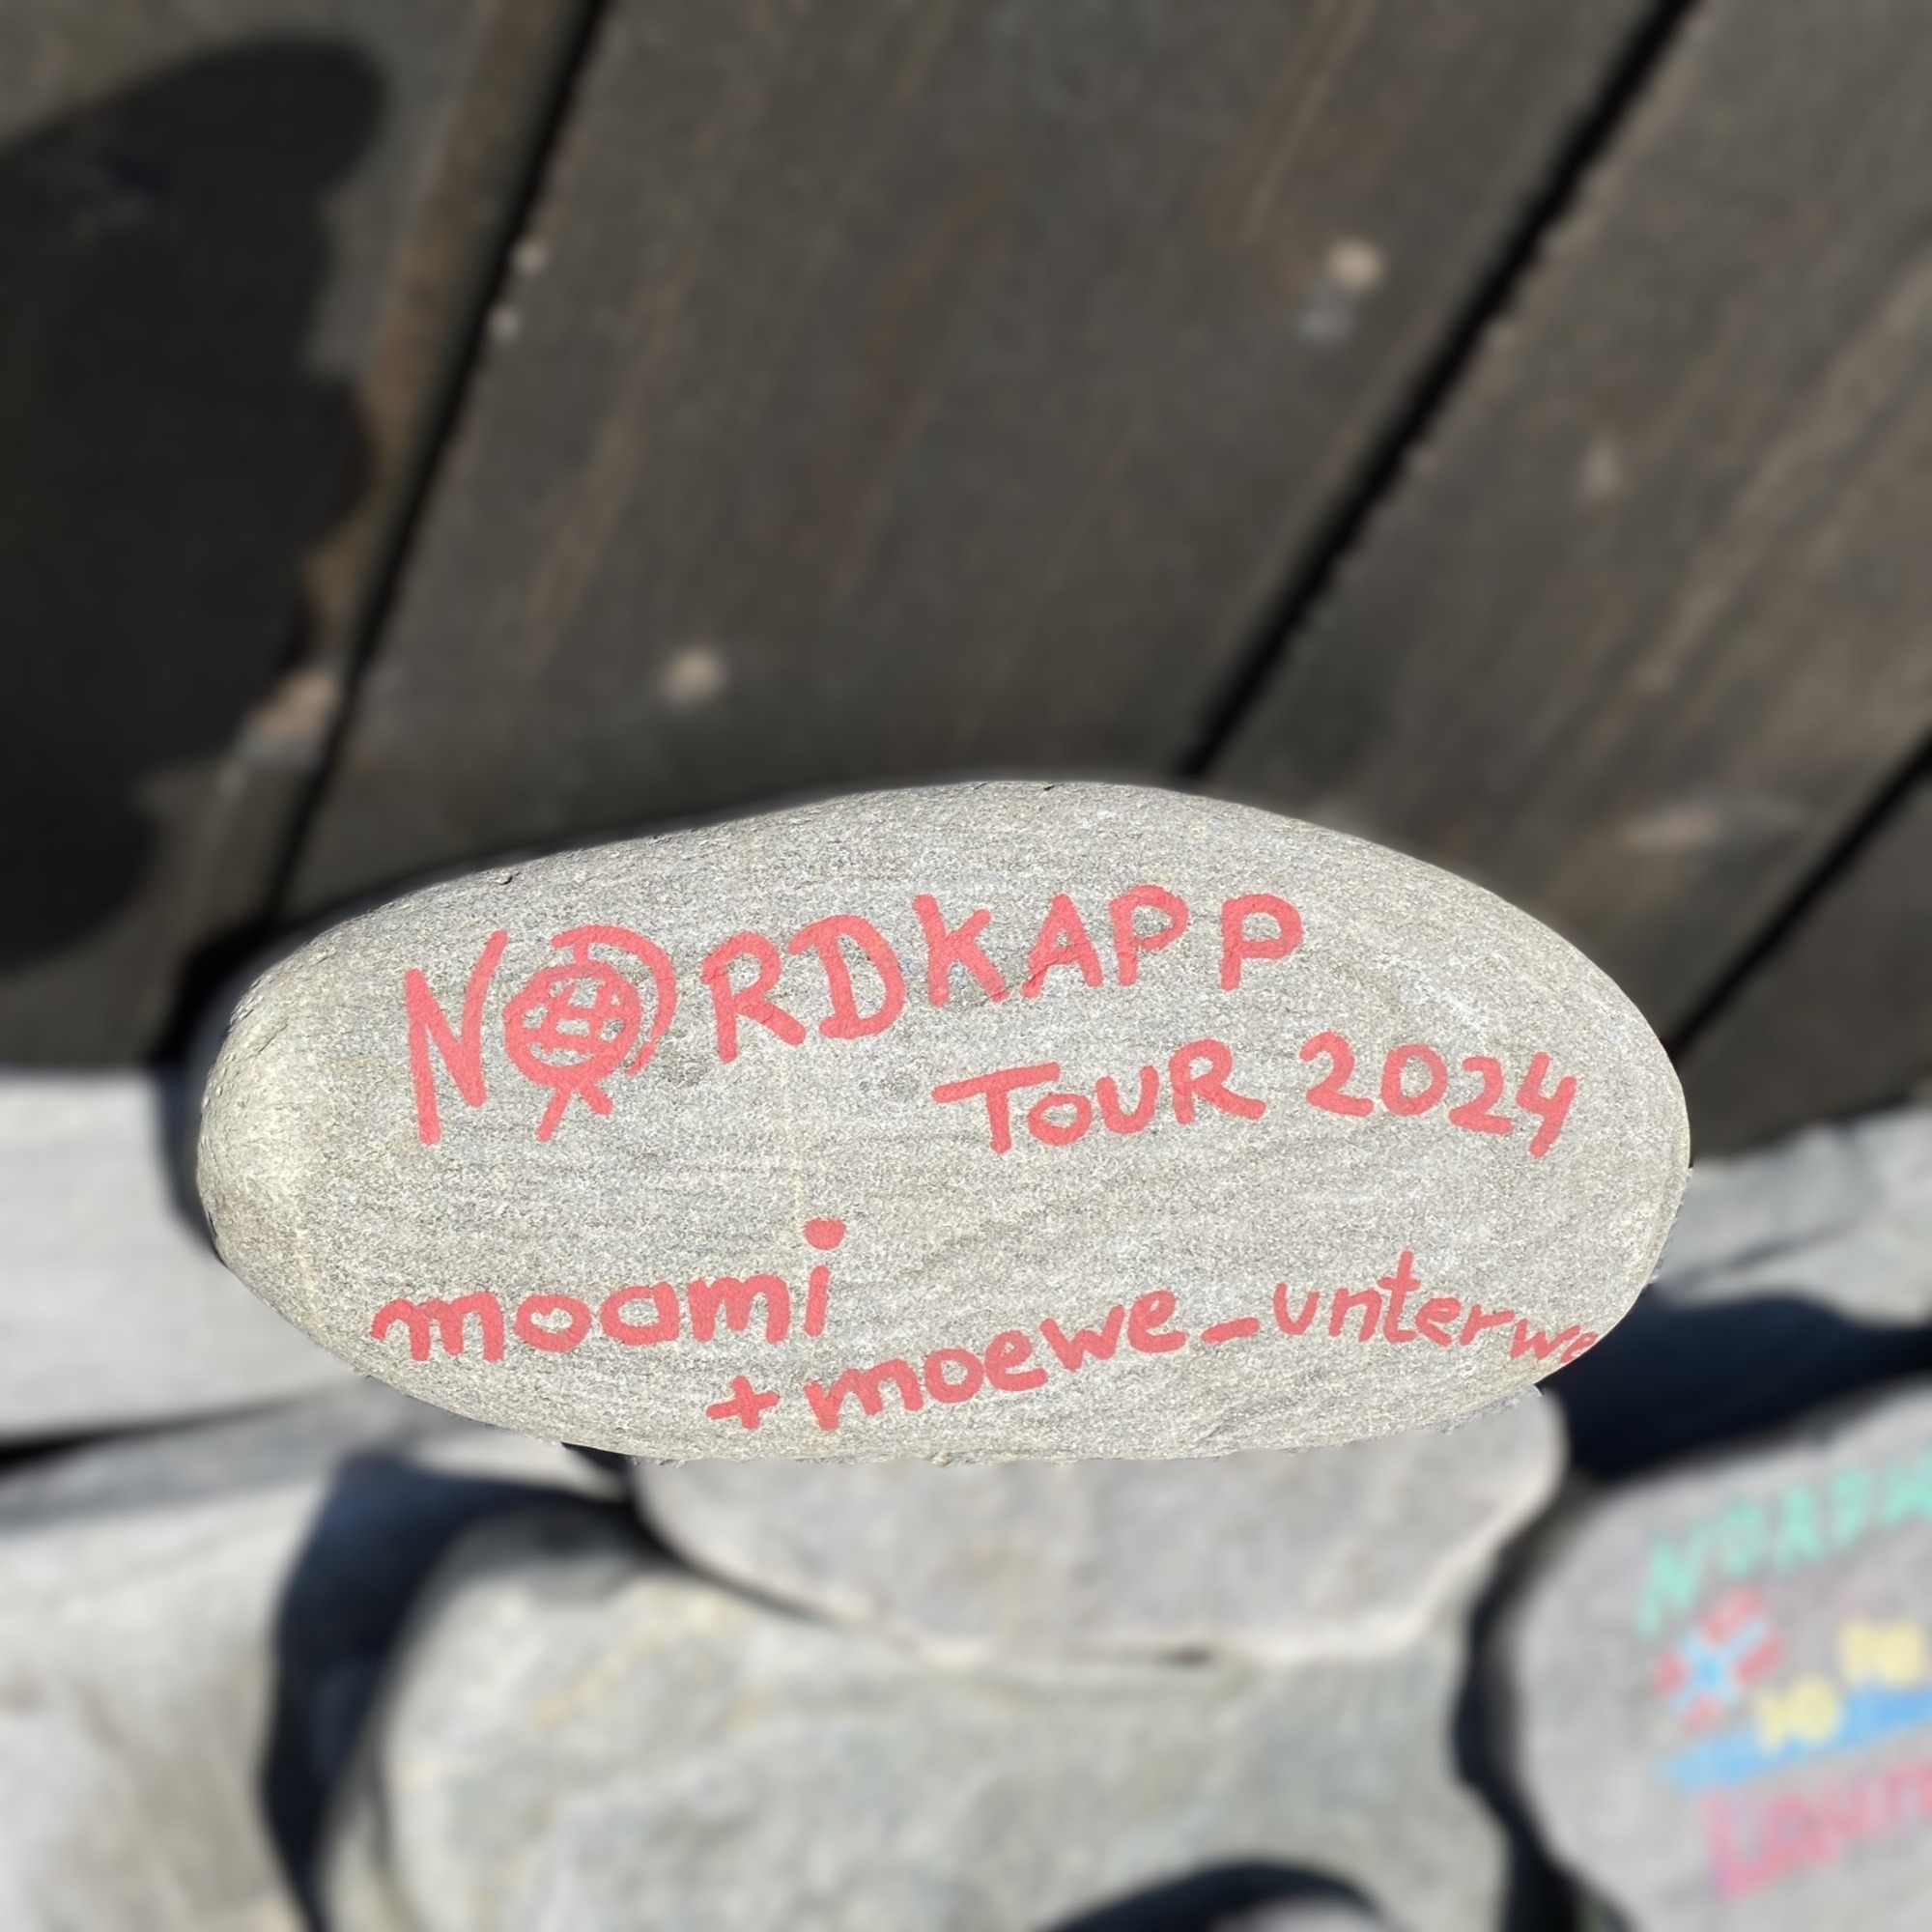 NORDKAPP
TOUR 2024
moami
+ moewe_unterwe